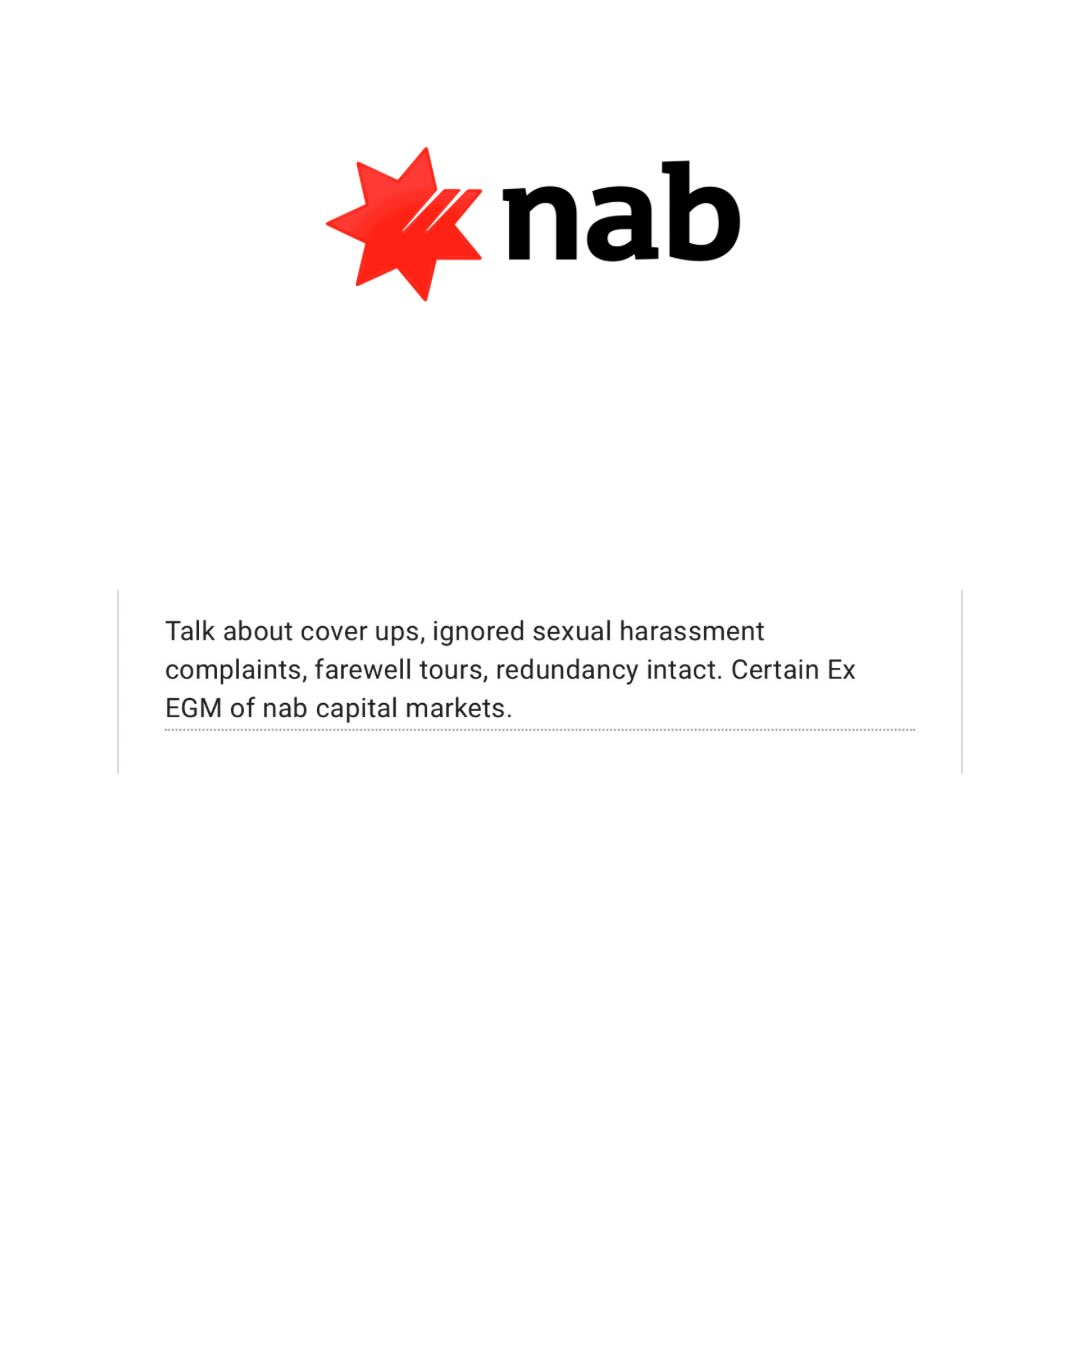 nab
Talk about cover ups, ignored sexual harassment
complaints, farewell tours, redundancy intact. Certain Ex
EGM of nab capital markets.